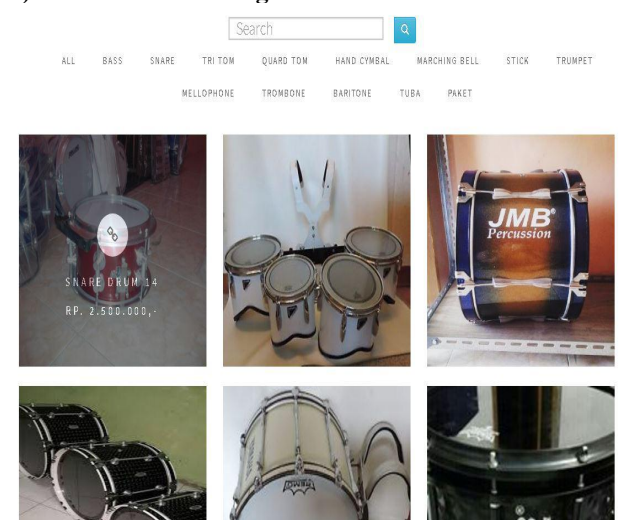 Search
ALL BASS SNARE TRI TOM QUARD TOM HAND CYMBAL MARCHING BELL STICK TRUMPET
MELLOPHONE TROMBONE BARITONE TUBA PAKET
SNARE DRUM 14
RP. 2.500.000,-
JMB®
Percussion
REMO